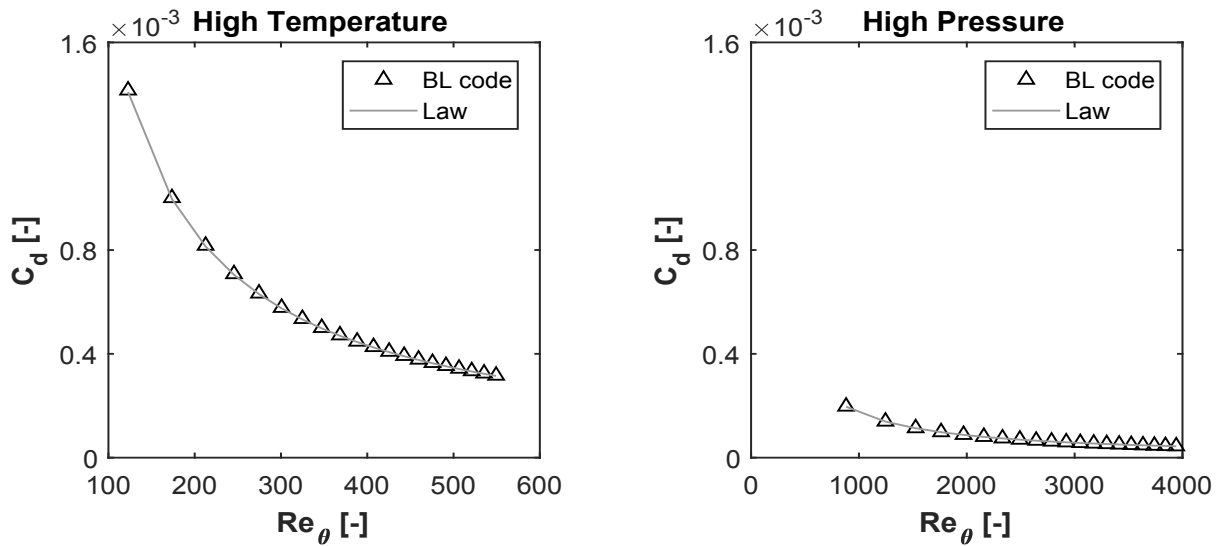 High Temperature
×10⁻³
1.6
0.8
0.4
0
100 200 300 400 500 600
C_d [-]
Re_θ [-]
BL code
Law
High Pressure
×10⁻³
1.6
0.8
0.4
0
0 1000 2000 3000 4000
C_d [-]
Re_θ [-]
BL code
Law